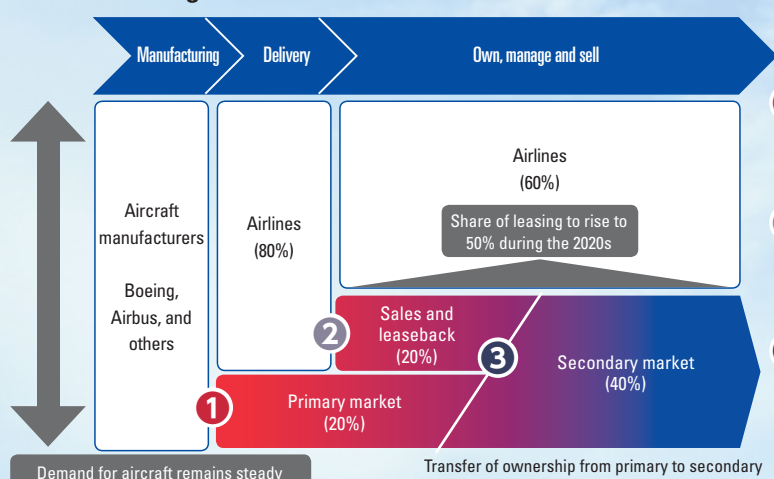 Manufacturing
Delivery
Own, manage and sell
Aircraft
manufacturers
Boeing,
Airbus, and
others
Airlines
(80%)
Airlines
(60%)
Share of leasing to rise to
50% during the 2020s
2
Sales and
leaseback
(20%)
3
Secondary market
(40%)
1
Primary market
(20%)
Demand for aircraft remains steady
Transfer of ownership from primary to secondary